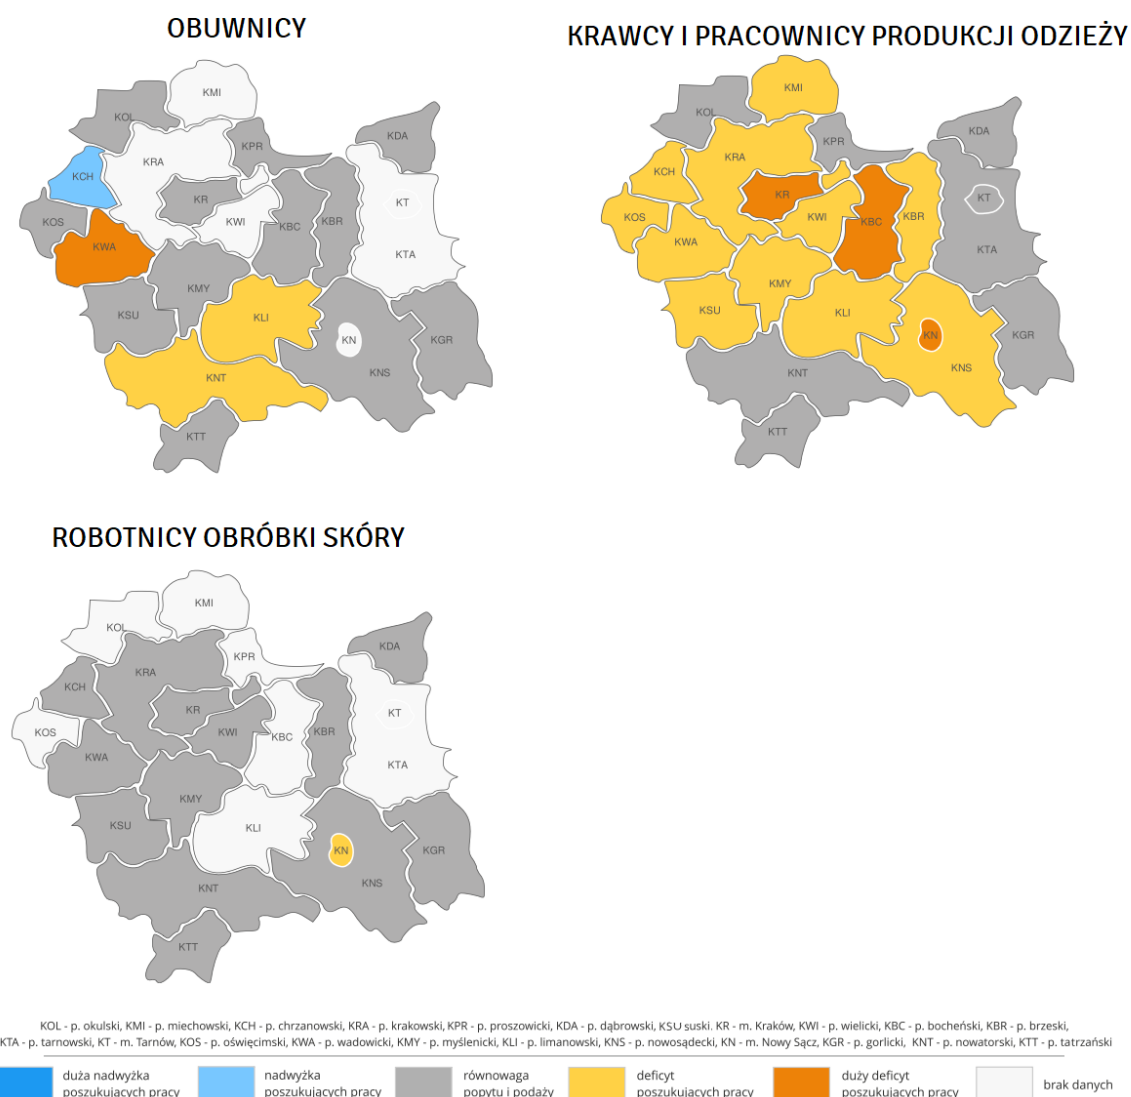 OBUWNICY
KRAWCY I PRACOWNICY PRODUKCJI ODZIEŻY
KMI
KOL
KPR
KDA
KRA
KCH
KR
KT
KOS
KWI
KBC
KBR
KWA
KTA
KMY
KSU
KLI
KN
KGR
KNT
KNS
KTT
KMI
KOL
KDA
KPR
KRA
KCH
KR
KT
KOS
KWI
KBC
KBR
KWA
KTA
KMY
KSU
KLI
KN
KGR
KNS
KNT
KTT
ROBOTNICY OBRÓBKI SKÓRY
KMI
KOL
KDA
KPR
KRA
KCH
KR
KT
KOS
KWI
KBC
KBR
KWA
KTA
KMY
KSU
KLI
KN
KGR
KNT
KNS
KTT
KOL - p. okulski, KMI - p. miechowski, KCH - p. chrzanowski, KRA - p. krakowski, KPR - p. proszowicki, KDA - p. dąbrowski, KSU suski. KR - m. Kraków, KWI - p. wielicki, KBC - p. bocheński, KBR - p. brzeski,
KTA - p. tarnowski, KT - m. Tarnów, KOS - p. oświęcimski, KWA - p. wadowicki, KMY - p. myślenicki, KLI - p. limanowski, KNS - p. nowosądecki, KN - m. Nowy Sącz, KGR - p. gorlicki, KNT - p. nowatorski, KTT - p. tatrzański
duża nadwyżka
poszukujących pracy
nadwyżka
poszukujących pracy
równowaga
popytu i podaży
deficyt
poszukujących pracy
duży deficyt
poszukujących pracy
brak danych